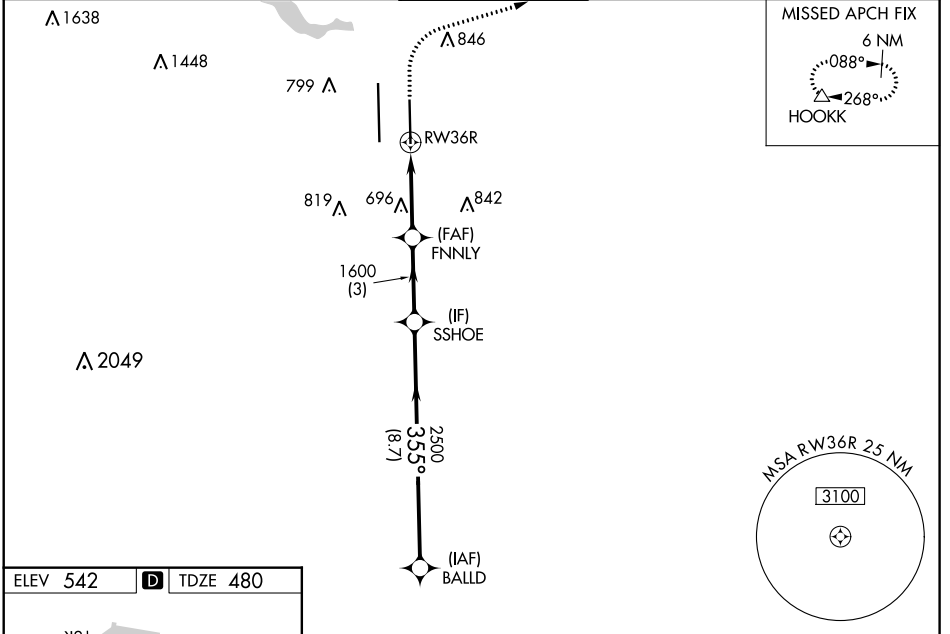 1638
1448
799
846
MISSED APCH FIX
6 NM
088°
268°
HOOKK
RW36R
819
696
842
(FAF)
FNNLY
1600
(3)
(IF)
SSHOE
2049
2500
355°
(8.7)
(IAF)
BALLD
MSA RW36R 25 NM
3100
ELEV 542
D
TDZE 480